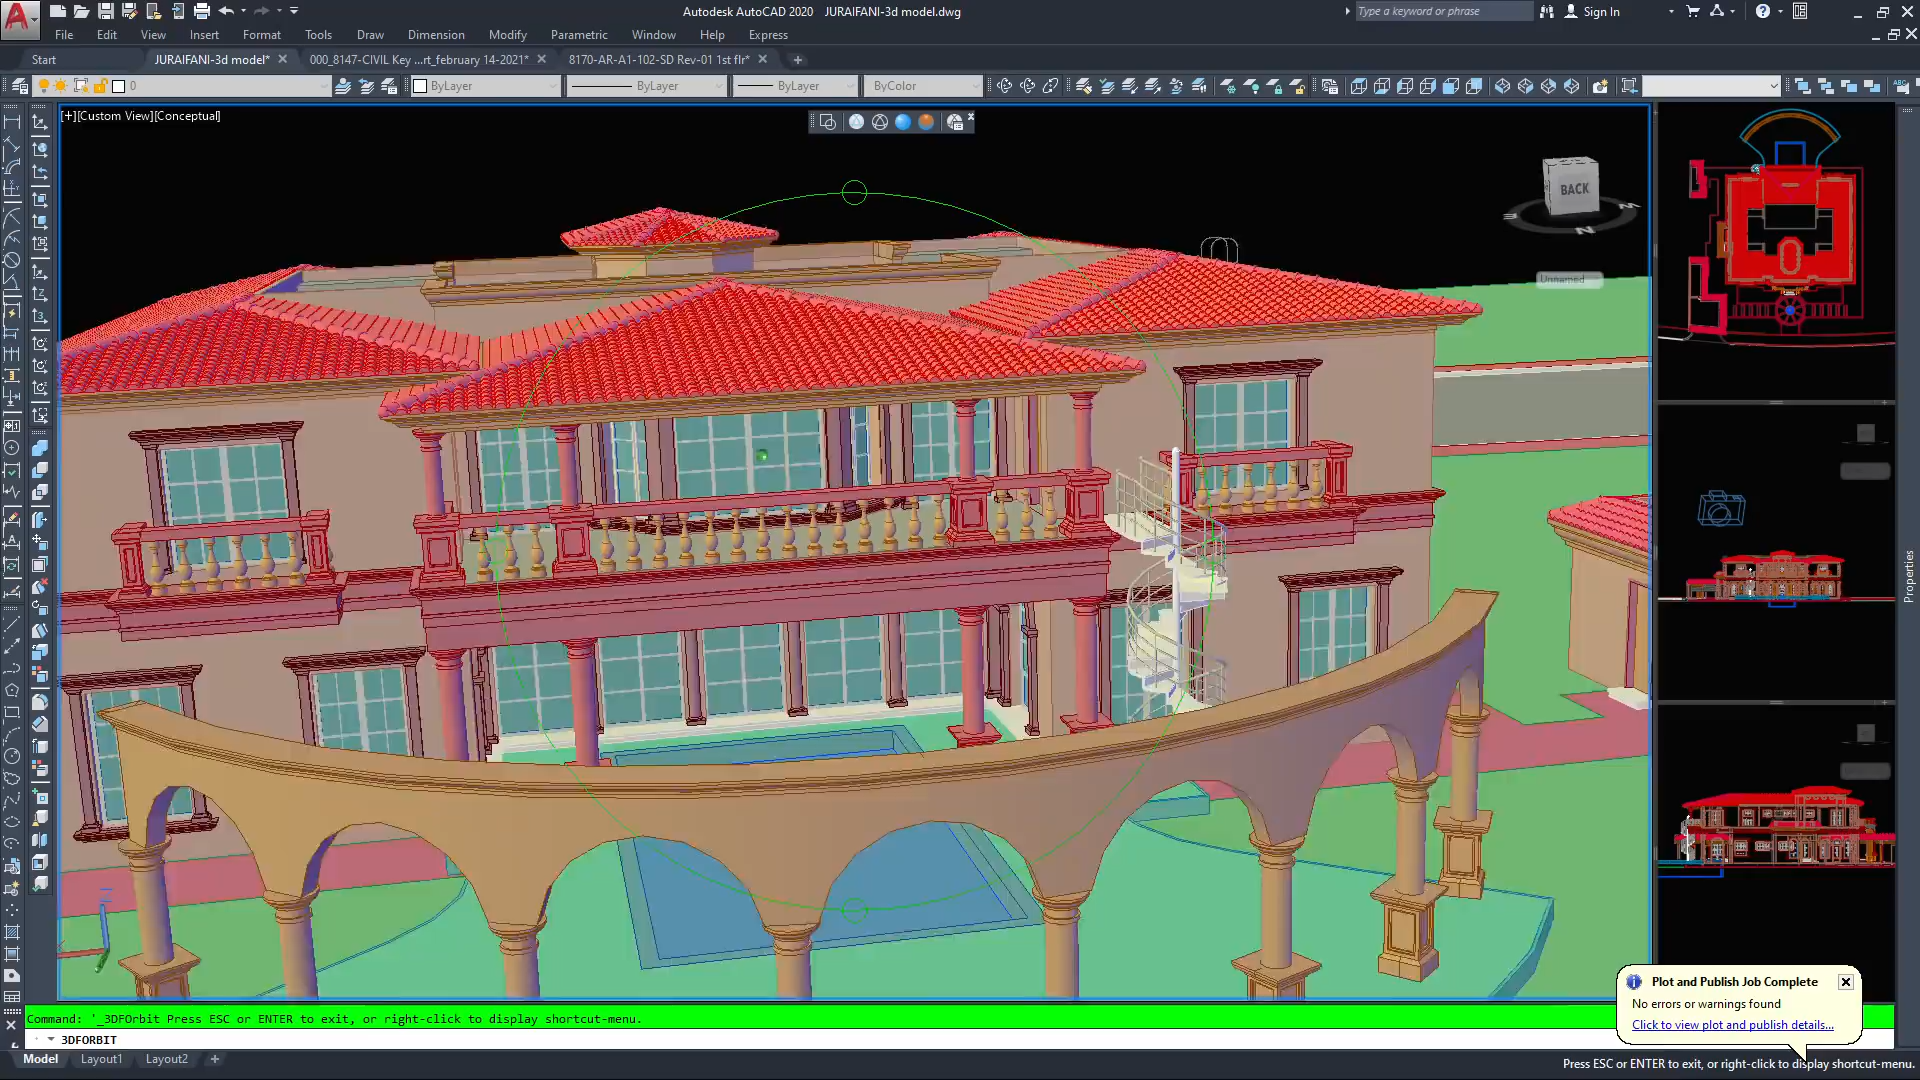 Autodesk AutoCAD 2020 JURAIFANI-3d model.dwg
Type a keyword or phrase
Sign In
File Edit View Insert Format Tools Draw Dimension Modify Parametric Window Help Express
Start JURAIFANI-3d model* 000_8147-CIVIL Key ...rt_february 14-2021* 8170-AR-A1-102-SD Rev-01 1st flr*
0 ByLayer ByLayer ByLayer ByColor
[+][Custom View][Conceptual]
BACK
N
Unnamed
Properties
Plot and Publish Job Complete
No errors or warnings found
Click to view plot and publish details...
Command: '_3DFOrbit Press ESC or ENTER to exit, or right-click to display shortcut-menu.
3DFORBIT
Model Layout1 Layout2
Press ESC or ENTER to exit, or right-click to display shortcut-menu.